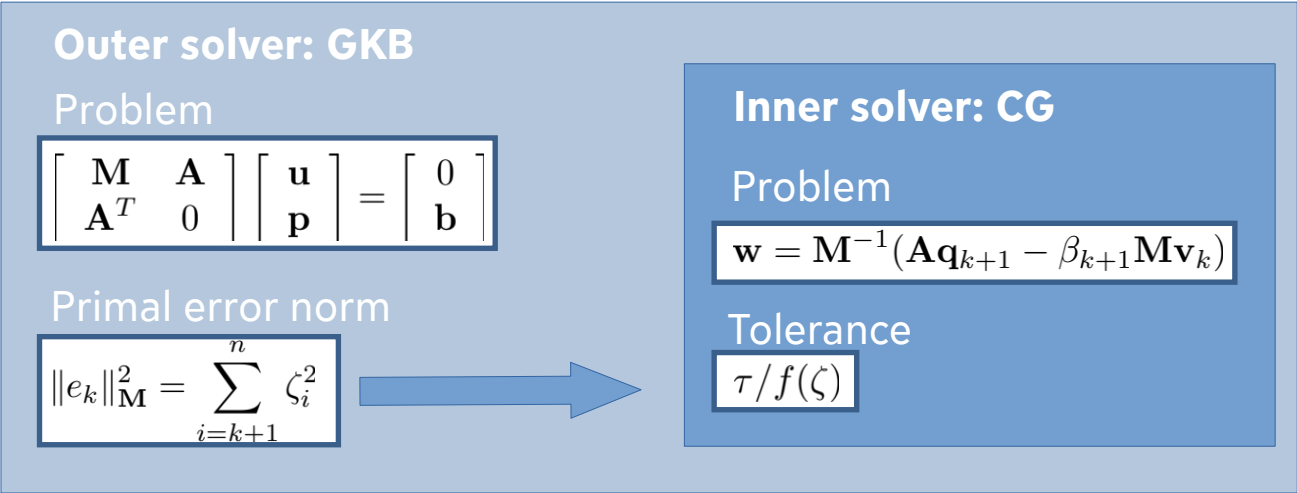 Outer solver: GKB
Problem
[ M A ; A^T 0 ] [ u ; p ] = [ 0 ; b ]
Primal error norm
‖e_k‖²_M = ∑_{i=k+1}^{n} ζ_i²
Inner solver: CG
Problem
w = M⁻¹(Aq_{k+1} − β_{k+1}Mv_k)
Tolerance
τ/f(ζ)